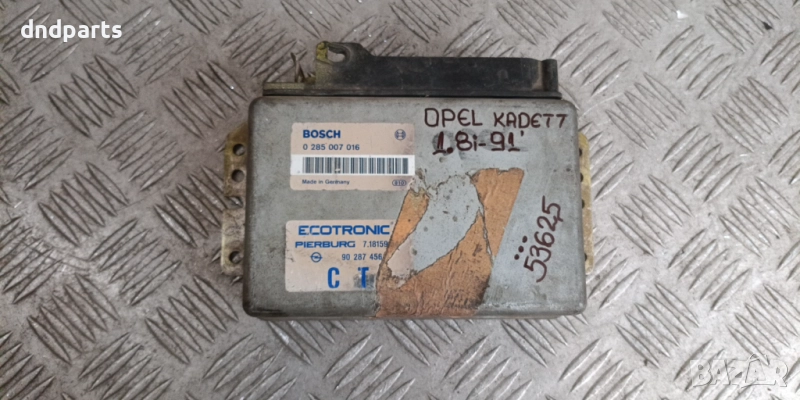 dndparts
OPEL KADETT
1.8i-91'
BOSCH
0 285 007 016
Made in Germany
53625
ECOTRONIC
PIERBURG 7.18159
90 287 456
C T
BAZAR